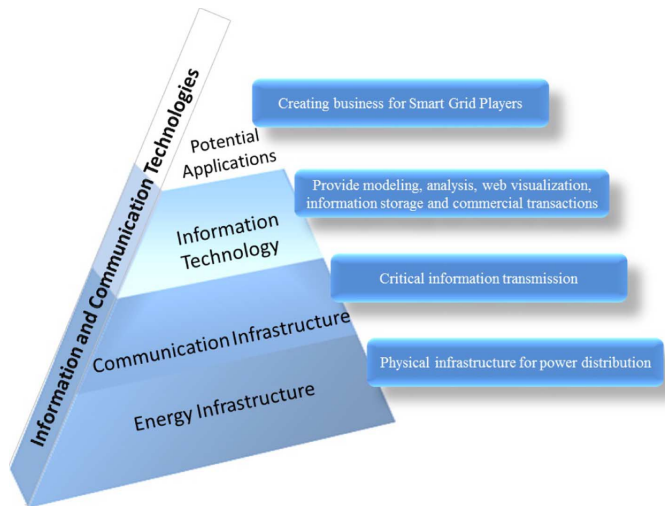 Information and Communication Technologies
Potential
Applications
Creating business for Smart Grid Players
Information
Technology
Provide modeling, analysis, web visualization,
information storage and commercial transactions
Communication Infrastructure
Critical information transmission
Energy Infrastructure
Physical infrastructure for power distribution